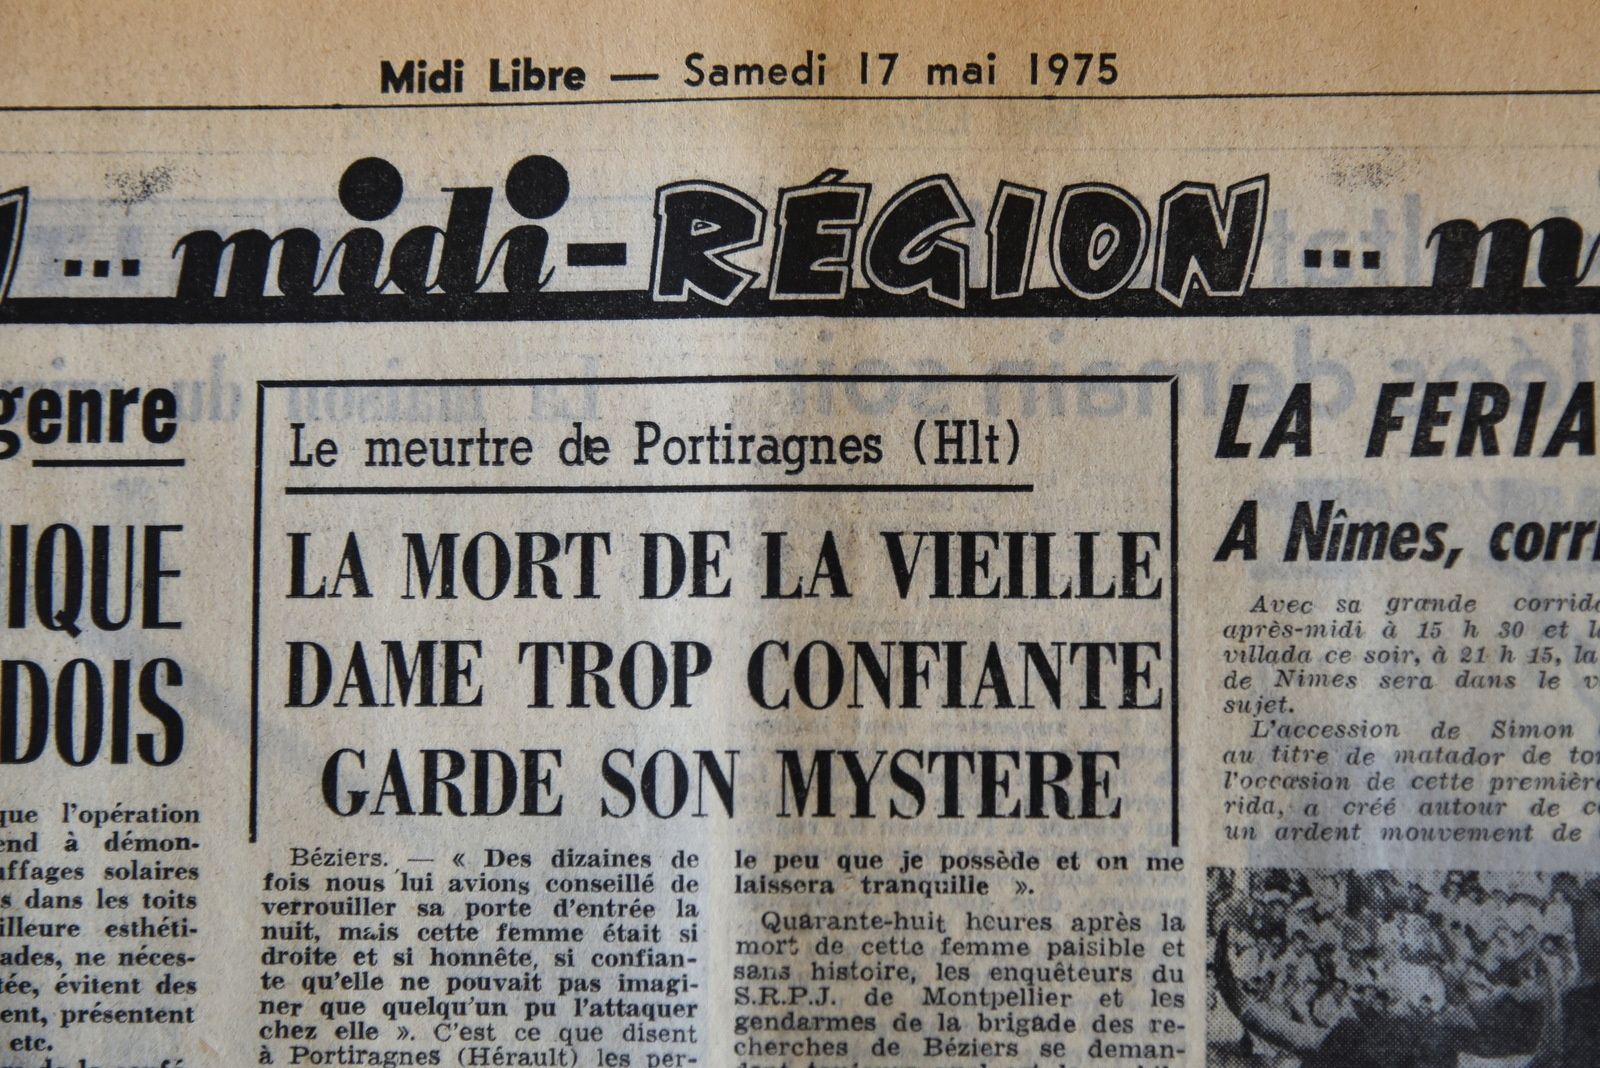 Midi Libre — Samedi 17 mai 1975
... midi-RÉGION ...
genre
IQUE
DOIS
que l'opération
end à démon-
uffages solaires
s dans les toits
illeure esthéti-
ades, ne néces-
tée, évitent des
ent, présentent
etc.
Le meurtre de Portiragnes (Hlt)
LA MORT DE LA VIEILLE
DAME TROP CONFIANTE
GARDE SON MYSTERE
Béziers. — « Des dizaines de
fois nous lui avions conseillé de
verrouiller sa porte d'entrée la
nuit, mais cette femme était si
droite et si honnête, si confian-
te qu'elle ne pouvait pas imagi-
ner que quelqu'un pu l'attaquer
chez elle ». C'est ce que disent
à Portiragnes (Hérault) les per-
le peu que je possède et on me
laissera tranquille ».
Quarante-huit heures après la
mort de cette femme paisible et
sans histoire, les enquêteurs du
S.R.P.J. de Montpellier et les
gendarmes de la brigade des re-
cherches de Béziers se deman-
LA FERIA
A Nîmes, corri
Avec sa grande corrida
après-midi à 15 h 30 et l
villada ce soir, à 21 h 15, la
de Nimes sera dans le v
sujet.
L'accession de Simon
au titre de matador de to
l'occasion de cette première
rida, a créé autour de c
un ardent mouvement de